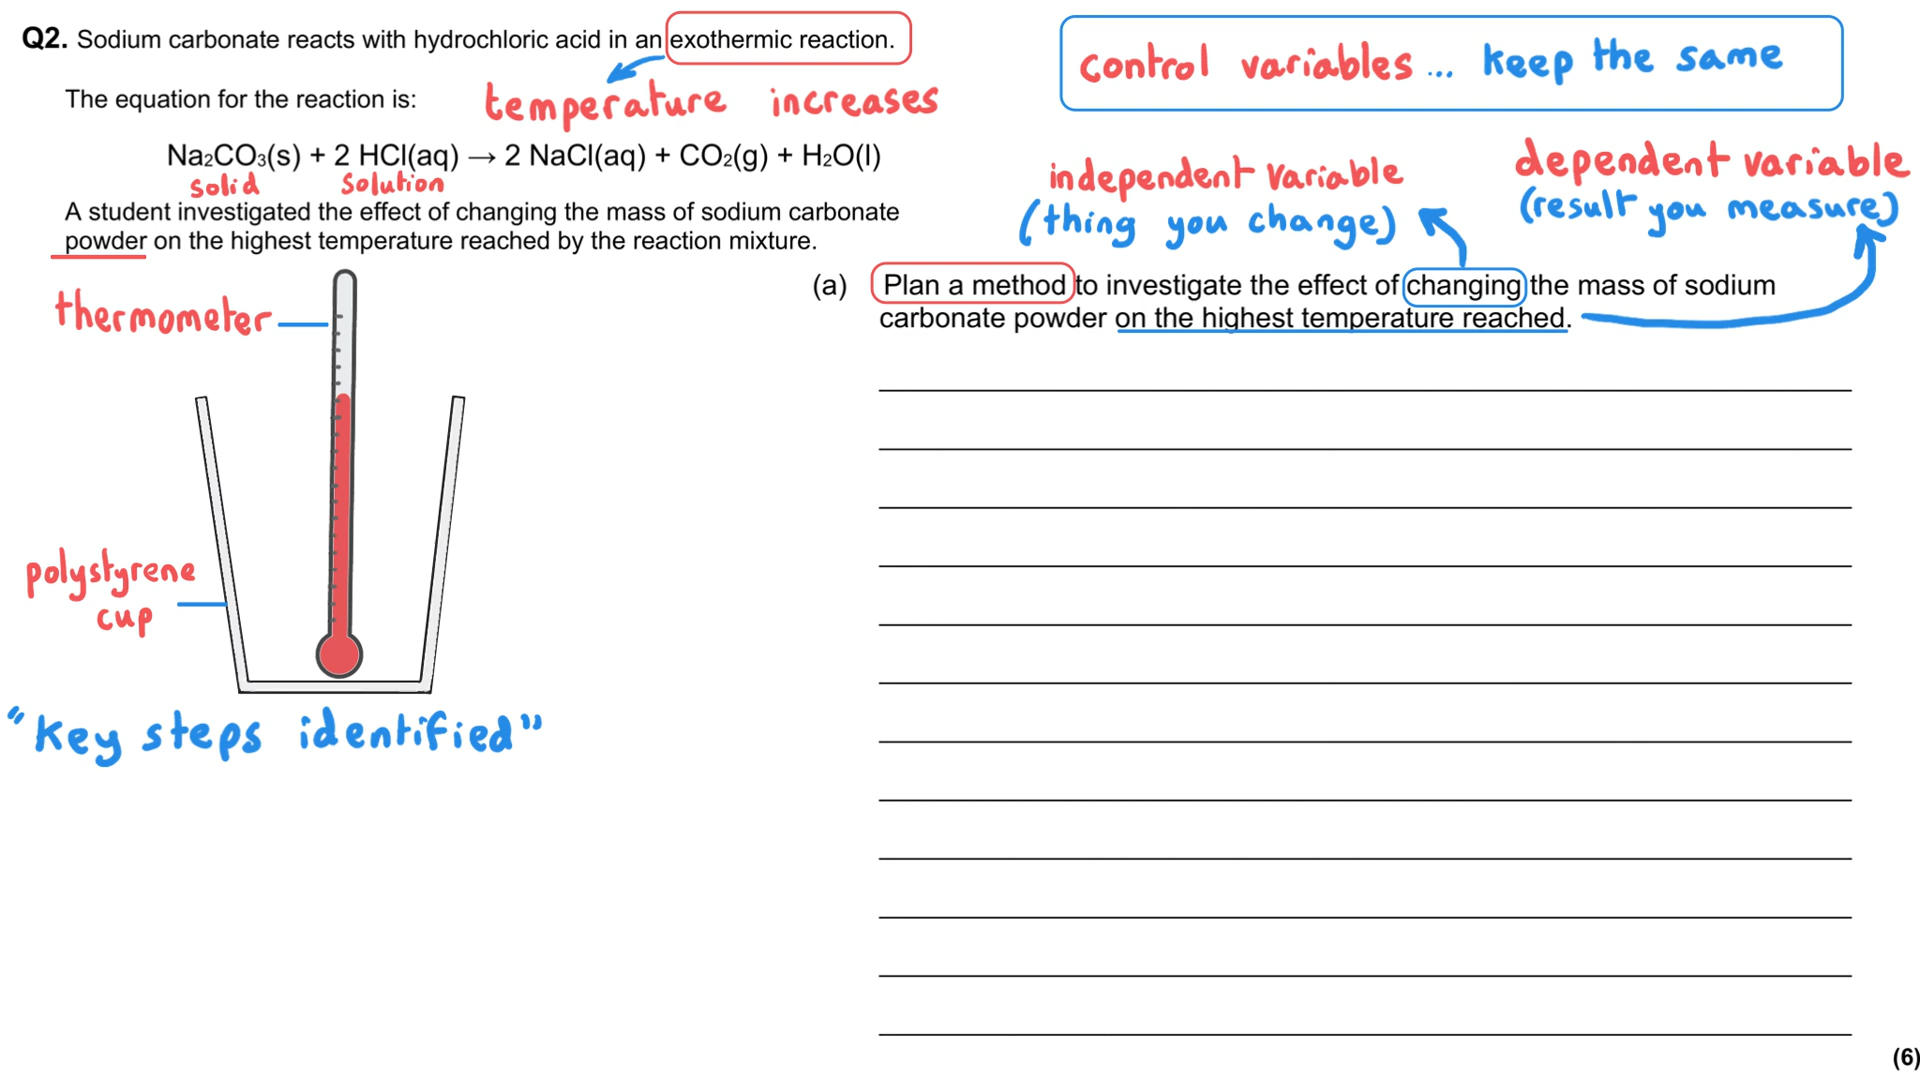 Q2. Sodium carbonate reacts with hydrochloric acid in an exothermic reaction.
The equation for the reaction is:
temperature increases
Na₂CO₃(s) + 2 HCl(aq) → 2 NaCl(aq) + CO₂(g) + H₂O(l)
solid solution
A student investigated the effect of changing the mass of sodium carbonate
powder on the highest temperature reached by the reaction mixture.
thermometer
polystyrene
cup
"key steps identified"
control variables... keep the same
independent variable
(thing you change)
dependent variable
(result you measure)
(a) Plan a method to investigate the effect of changing the mass of sodium
carbonate powder on the highest temperature reached.
(6)